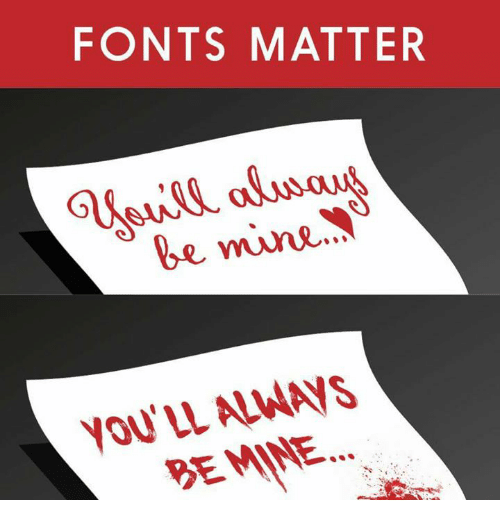 FONTS MATTER
You'll always
be mine...
YOU'LL ALWAYS
BE MINE...